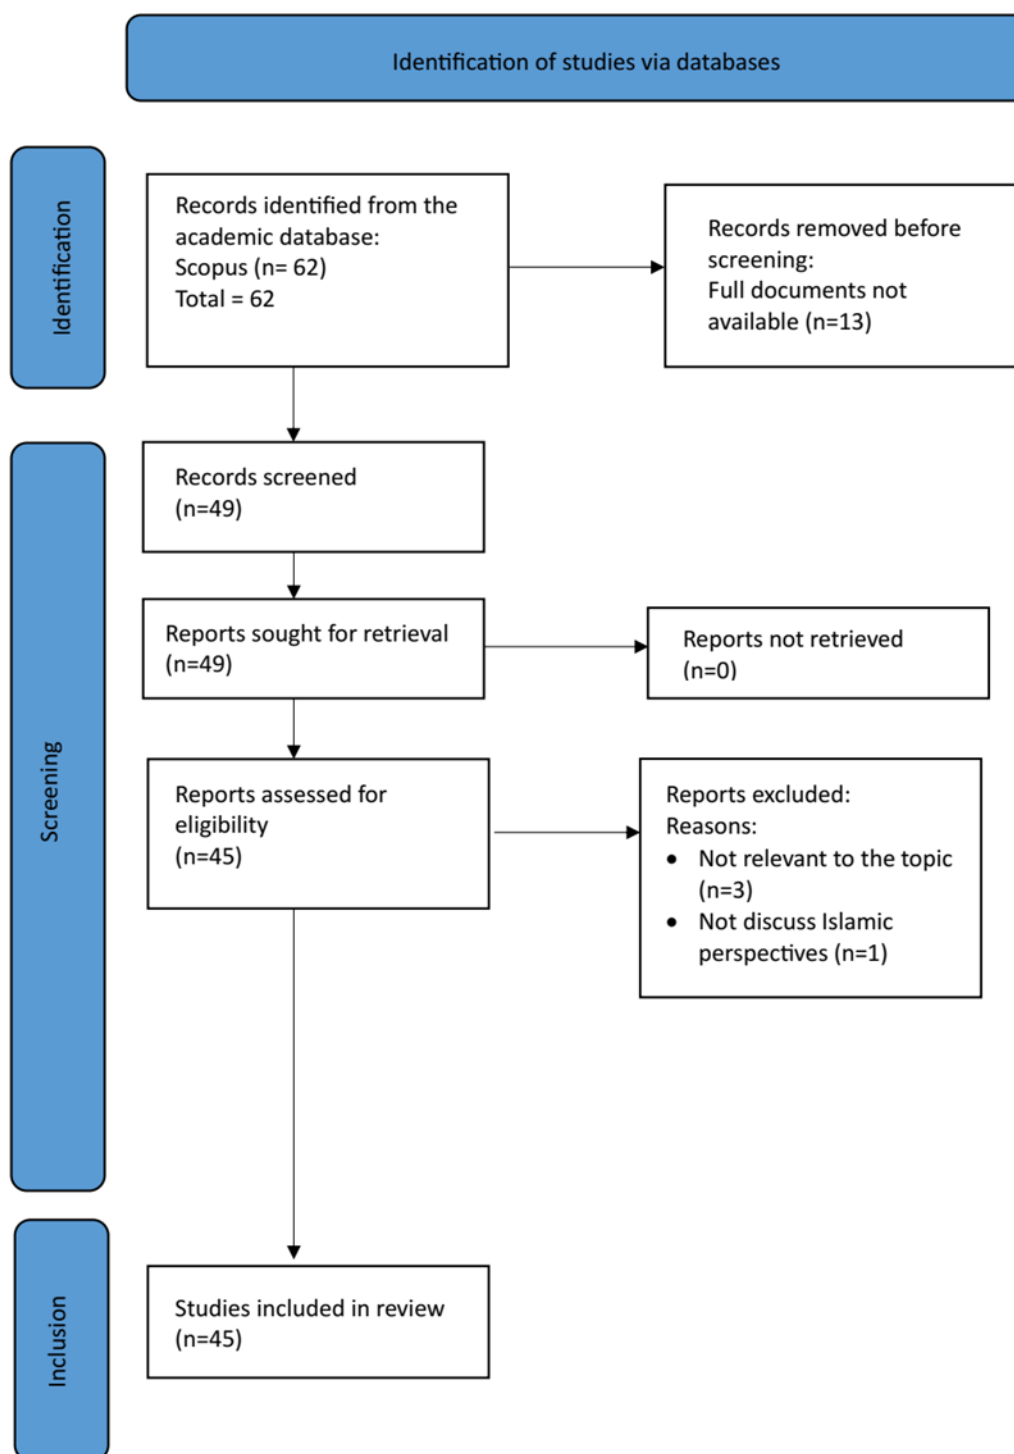 Identification of studies via databases
Identification
Records identified from the
academic database:
Scopus (n= 62)
Total = 62
Records removed before
screening:
Full documents not
available (n=13)
Screening
Records screened
(n=49)
Reports sought for retrieval
(n=49)
Reports not retrieved
(n=0)
Reports assessed for
eligibility
(n=45)
Reports excluded:
Reasons:
• Not relevant to the topic
(n=3)
• Not discuss Islamic
perspectives (n=1)
Inclusion
Studies included in review
(n=45)